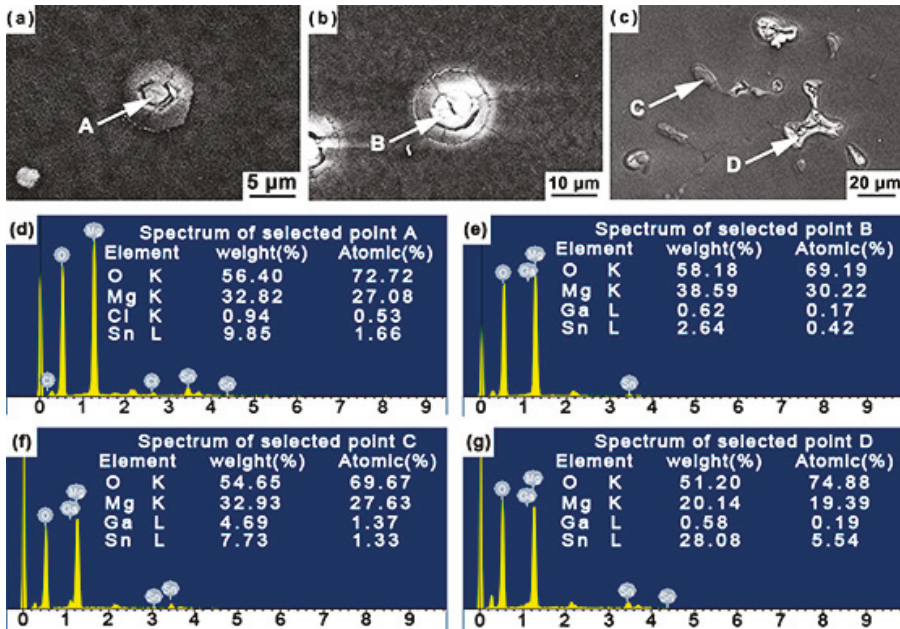 (a)
A
5 µm
(b)
B
10 µm
(c)
C
D
20 µm
(d)
Spectrum of selected point A
Element weight(%) Atomic(%)
O K 56.40 72.72
Mg K 32.82 27.08
Cl K 0.94 0.53
Sn L 9.85 1.66
0 1 2 3 4 5 6 7 8 9
(e)
Spectrum of selected point B
Element weight(%) Atomic(%)
O K 58.18 69.19
Mg K 38.59 30.22
Ga L 0.62 0.17
Sn L 2.64 0.42
0 1 2 3 4 5 6 7 8 9
(f)
Spectrum of selected point C
Element weight(%) Atomic(%)
O K 54.65 69.67
Mg K 32.93 27.63
Ga L 4.69 1.37
Sn L 7.73 1.33
0 1 2 3 4 5 6 7 8 9
(g)
Spectrum of selected point D
Element weight(%) Atomic(%)
O K 51.20 74.88
Mg K 20.14 19.39
Ga L 0.58 0.19
Sn L 28.08 5.54
0 1 2 3 4 5 6 7 8 9